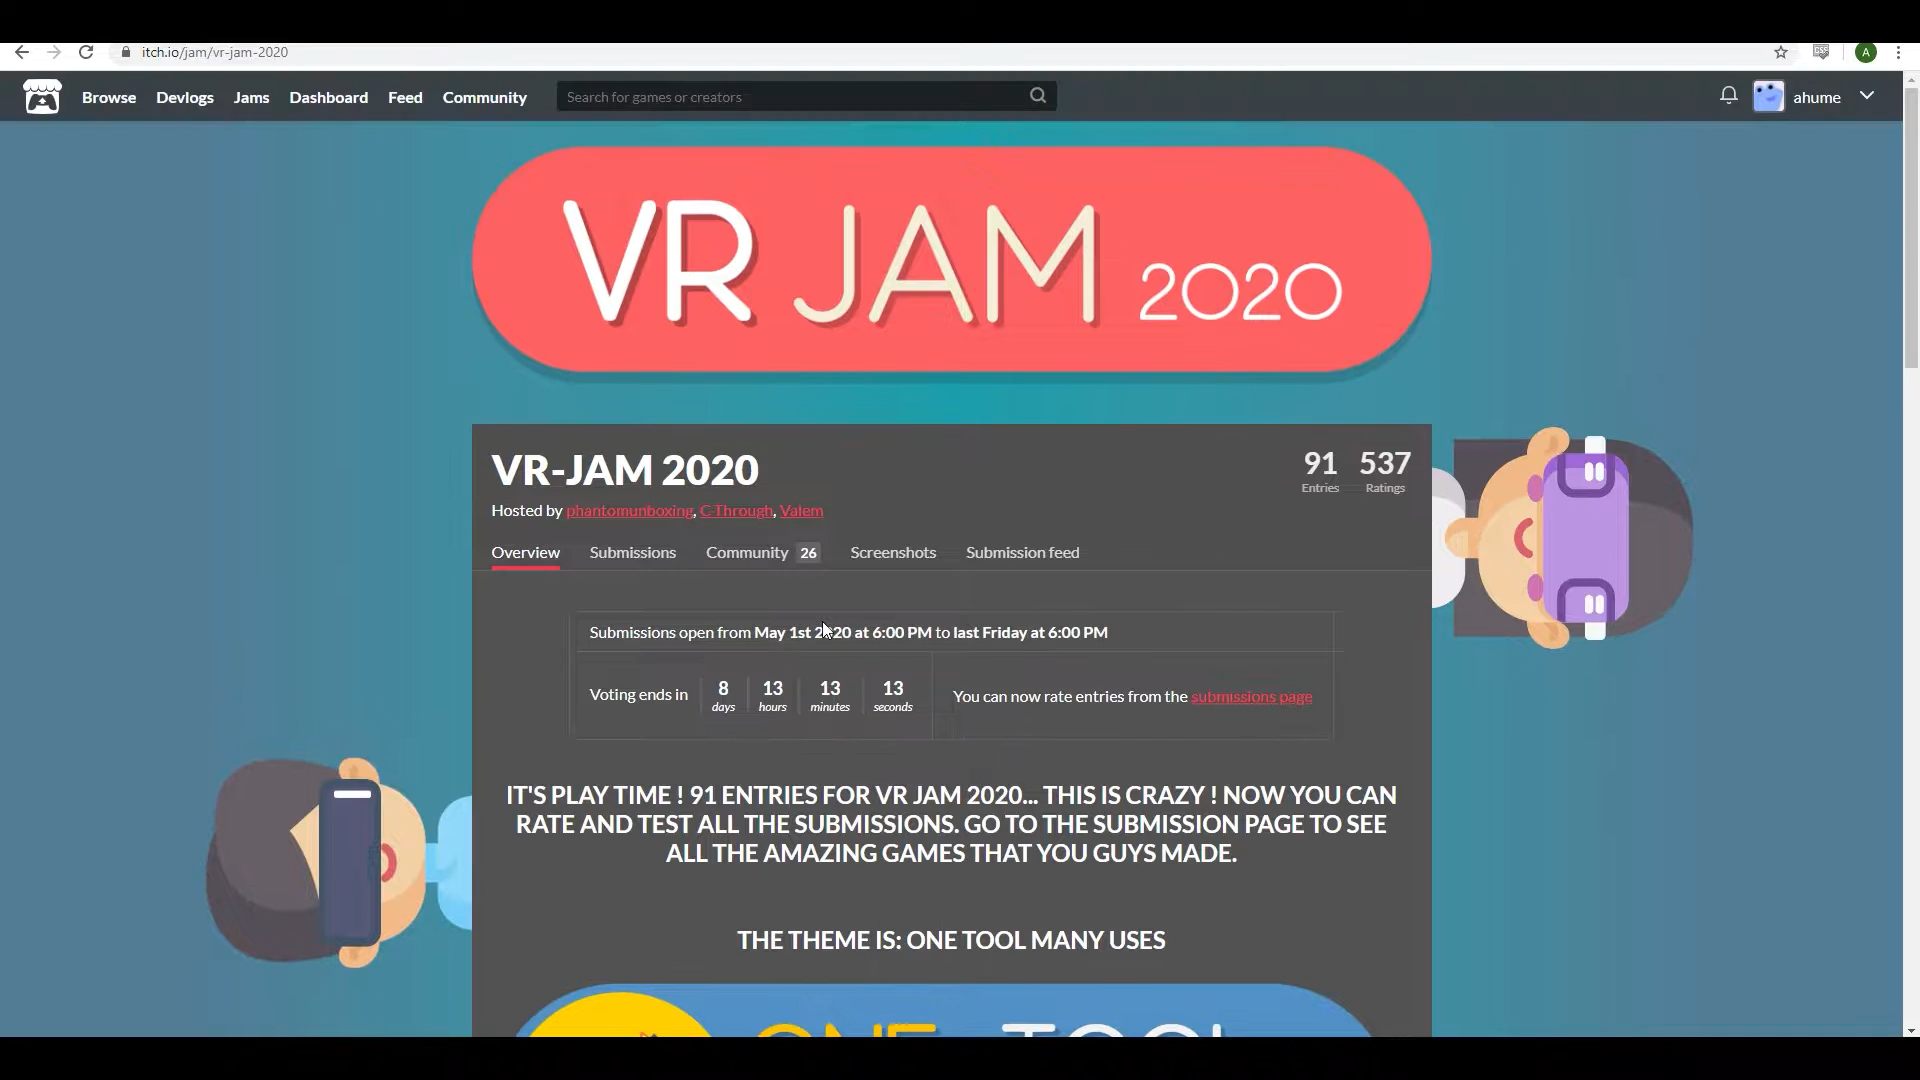 itch.io/jam/vr-jam-2020
A
Browse Devlogs Jams Dashboard Feed Community
Search for games or creators
ahume
VR JAM 2020
VR-JAM 2020
91 537
Entries Ratings
Hosted by phantomunboxing, C-Through, Valem
Overview Submissions Community 26 Screenshots Submission feed
Submissions open from May 1st 2020 at 6:00 PM to last Friday at 6:00 PM
Voting ends in 8 days 13 hours 13 minutes 13 seconds
You can now rate entries from the submissions page
IT'S PLAY TIME ! 91 ENTRIES FOR VR JAM 2020... THIS IS CRAZY ! NOW YOU CAN
RATE AND TEST ALL THE SUBMISSIONS. GO TO THE SUBMISSION PAGE TO SEE
ALL THE AMAZING GAMES THAT YOU GUYS MADE.
THE THEME IS: ONE TOOL MANY USES
ONE TOOL